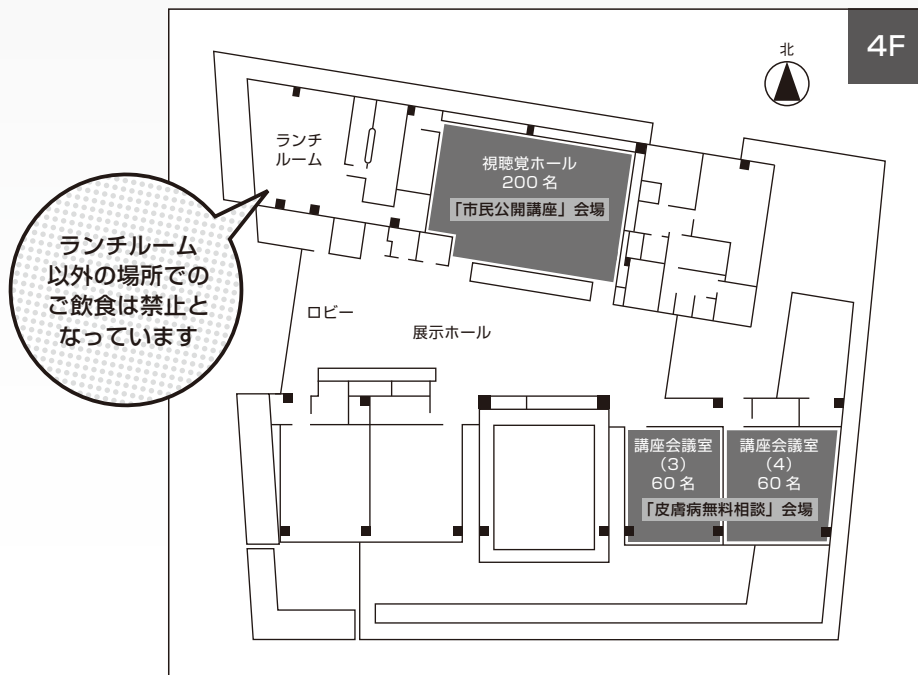 4F
北
ランチ
ルーム
視聴覚ホール
200名
「市民公開講座」会場
ランチルーム
以外の場所での
ご飲食は禁止と
なっています
ロビー
展示ホール
講座会議室
(3)
60名
講座会議室
(4)
60名
「皮膚病無料相談」会場